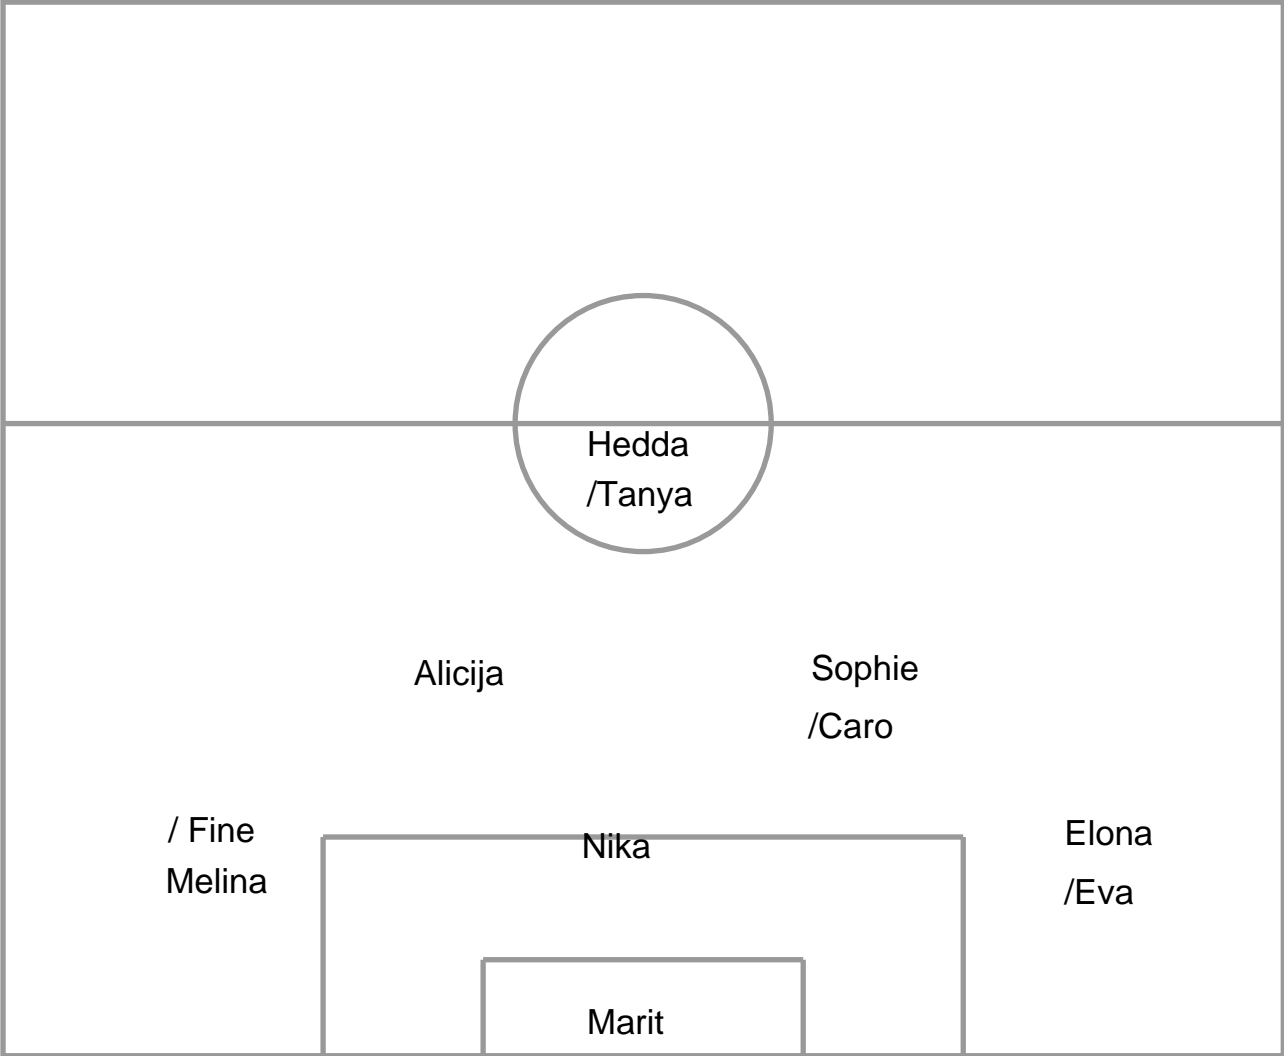 Hedda
/Tanya
Alicija
Sophie
/Caro
/ Fine
Melina
Nika
Elona
/Eva
Marit